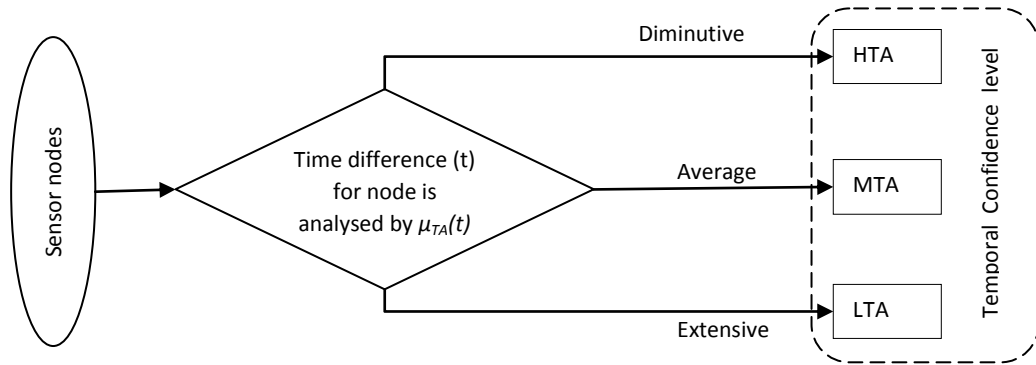 Sensor nodes
Time difference (t)
for node is
analysed by μTA(t)
Diminutive
Average
Extensive
HTA
MTA
LTA
Temporal Confidence level